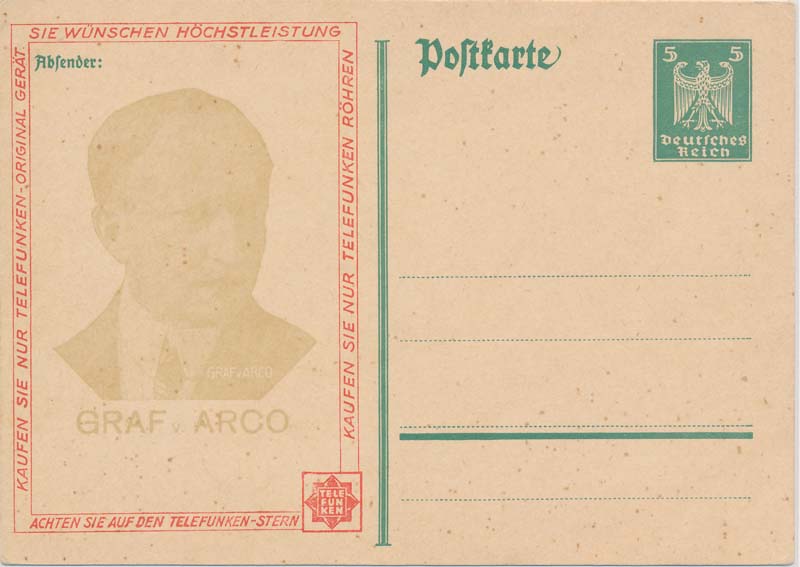 SIE WÜNSCHEN HÖCHSTLEISTUNG
KAUFEN SIE NUR TELEFUNKEN-ORIGINAL GERÄT
Absender:
KAUFEN SIE NUR TELEFUNKEN RÖHREN
GRAF v ARCO
GRAF v. ARCO
ACHTEN SIE AUF DEN TELEFUNKEN-STERN
TELE
FUN
KEN
Postkarte
5 5
Deutsches
Reich